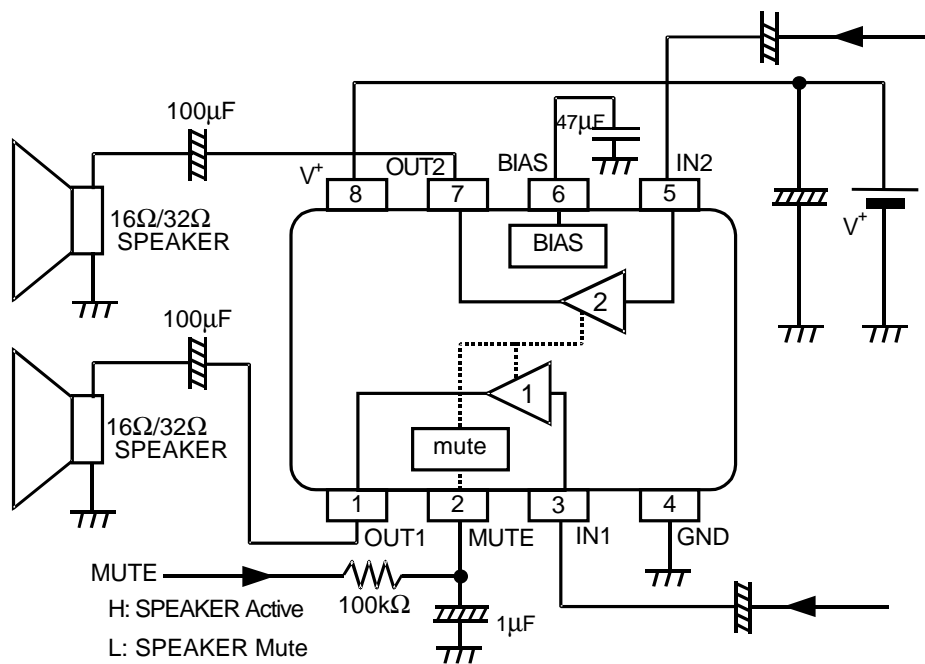 100μF
47μF
V+
OUT2
BIAS
IN2
8
7
6
5
16Ω/32Ω
SPEAKER
BIAS
V+
2
100μF
1
16Ω/32Ω
SPEAKER
mute
1
2
3
4
OUT1
MUTE
IN1
GND
MUTE
100kΩ
H: SPEAKER Active
1μF
L: SPEAKER Mute